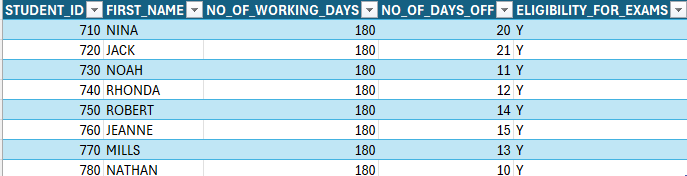 STUDENT_ID FIRST_NAME NO_OF_WORKING_DAYS NO_OF_DAYS_OFF ELIGIBILITY_FOR_EXAMS
710 NINA 180 20 Y
720 JACK 180 21 Y
730 NOAH 180 11 Y
740 RHONDA 180 12 Y
750 ROBERT 180 14 Y
760 JEANNE 180 15 Y
770 MILLS 180 13 Y
780 NATHAN 180 10 Y